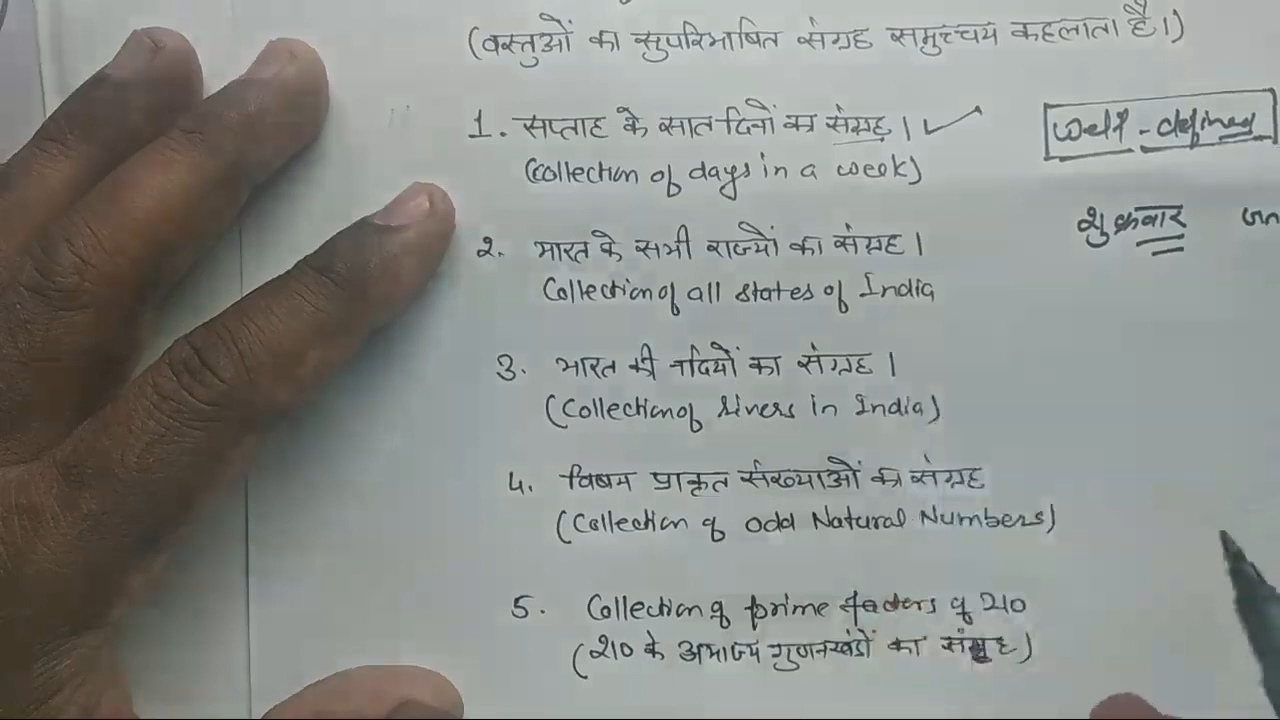 (वस्तुओं का सुपरिभाषित संग्रह समुच्चय कहलाता है।)
1. सप्ताह के सात दिनों का संग्रह। ✓
(Collection of days in a week)
well-defined
शुक्रवार
2. भारत के सभी राज्यों का संग्रह।
Collection of all states of India
3. भारत की नदियों का संग्रह।
(Collection of rivers in India)
4. विषम प्राकृत संख्याओं का संग्रह
(Collection of odd Natural Numbers)
5. Collection of prime factors of 210
(210 के अभाज्य गुणनखंडों का संग्रह)